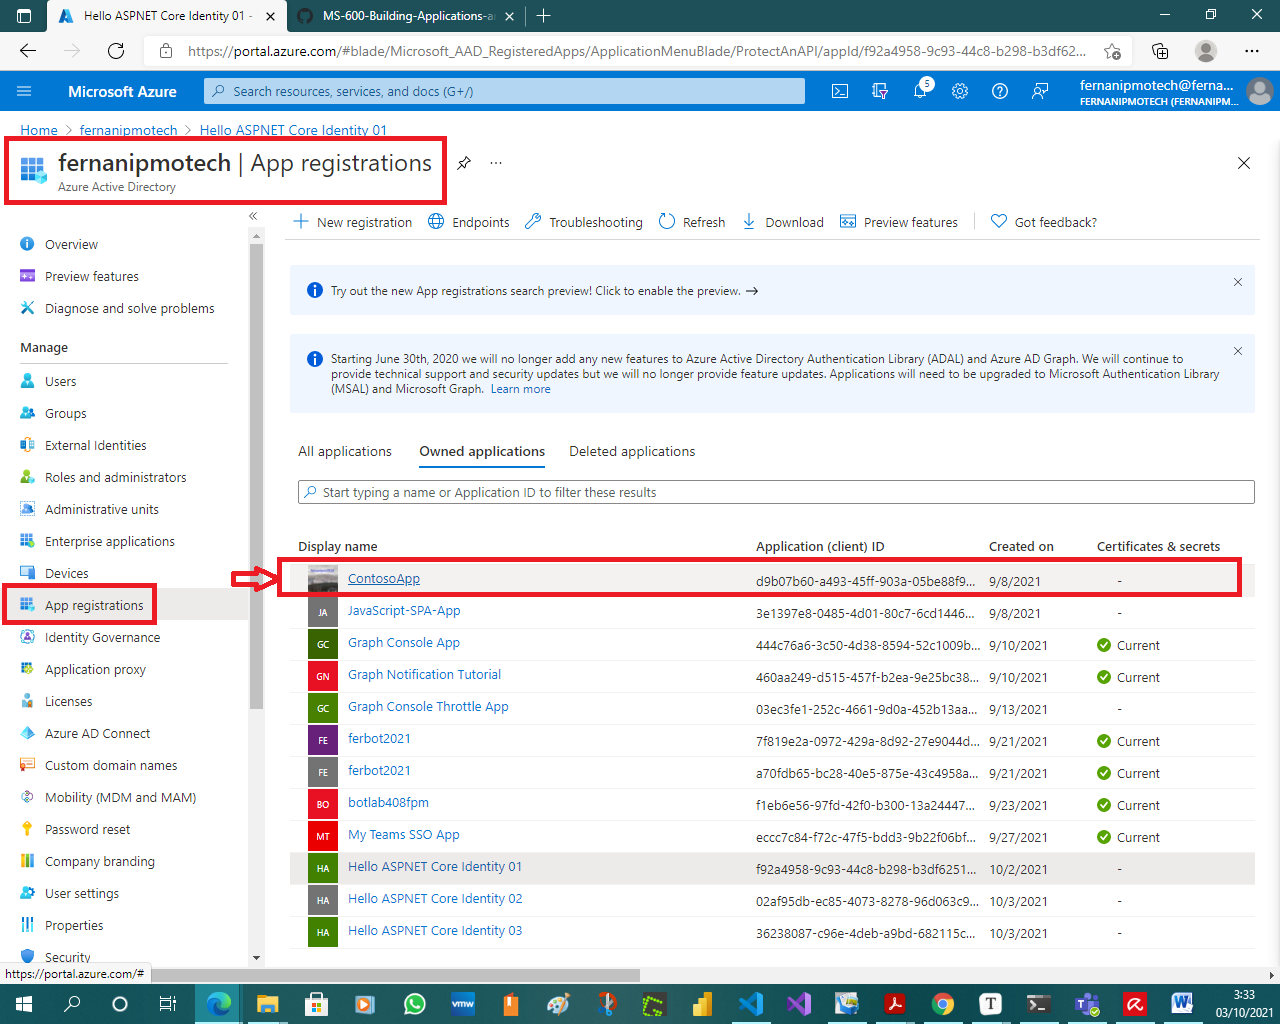 Hello ASPNET Core Identity 01 -
MS-600-Building-Applications-a
https://portal.azure.com/#blade/Microsoft_AAD_RegisteredApps/ApplicationMenuBlade/ProtectAnAPI/appId/f92a4958-9c93-44c8-b298-b3df62...
Microsoft Azure
Search resources, services, and docs (G+/)
5
fernanipmotech@ferna...
FERNANIPMOTECH (FERNANIPM...
Home > fernanipmotech > Hello ASPNET Core Identity 01
fernanipmotech | App registrations
Azure Active Directory
New registration
Endpoints
Troubleshooting
Refresh
Download
Preview features
Got feedback?
Overview
Preview features
Diagnose and solve problems
Manage
Users
Groups
External Identities
Roles and administrators
Administrative units
Enterprise applications
Devices
App registrations
Identity Governance
Application proxy
Licenses
Azure AD Connect
Custom domain names
Mobility (MDM and MAM)
Password reset
Company branding
User settings
Properties
Security
Try out the new App registrations search preview! Click to enable the preview. →
Starting June 30th, 2020 we will no longer add any new features to Azure Active Directory Authentication Library (ADAL) and Azure AD Graph. We will continue to
provide technical support and security updates but we will no longer provide feature updates. Applications will need to be upgraded to Microsoft Authentication Library
(MSAL) and Microsoft Graph. Learn more
All applications
Owned applications
Deleted applications
Start typing a name or Application ID to filter these results
Display name Application (client) ID Created on Certificates & secrets
ContosoApp d9b07b60-a493-45ff-903a-05be88f9... 9/8/2021 -
JA JavaScript-SPA-App 3e1397e8-0485-4d01-80c7-6cd1446... 9/8/2021 -
GC Graph Console App 444c76a6-3c50-4d38-8594-52c1009b... 9/10/2021 Current
GN Graph Notification Tutorial 460aa249-d515-457f-b2ea-9e25bc38... 9/10/2021 Current
GC Graph Console Throttle App 03ec3fe1-252c-4661-9d0a-452b13aa... 9/13/2021 -
FE ferbot2021 7f819e2a-0972-429a-8d92-27e9044d... 9/21/2021 Current
FE ferbot2021 a70fdb65-bc28-40e5-875e-43c4958a... 9/21/2021 Current
BO botlab408fpm f1eb6e56-97fd-42f0-b300-13a24447... 9/23/2021 Current
MT My Teams SSO App eccc7c84-f72c-47f5-bdd3-9b22f06bf... 9/27/2021 Current
HA Hello ASPNET Core Identity 01 f92a4958-9c93-44c8-b298-b3df6251... 10/2/2021 -
HA Hello ASPNET Core Identity 02 02af95db-ec85-4073-8278-96d063c9... 10/3/2021 -
HA Hello ASPNET Core Identity 03 36238087-c96e-4deb-a9bd-682115c... 10/3/2021 -
https://portal.azure.com/#
vmw
T
W
3:33
03/10/2021